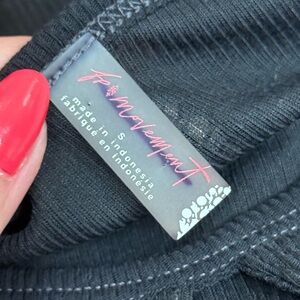 fp movement
S
made in indonesia
fabriqué en indonésie